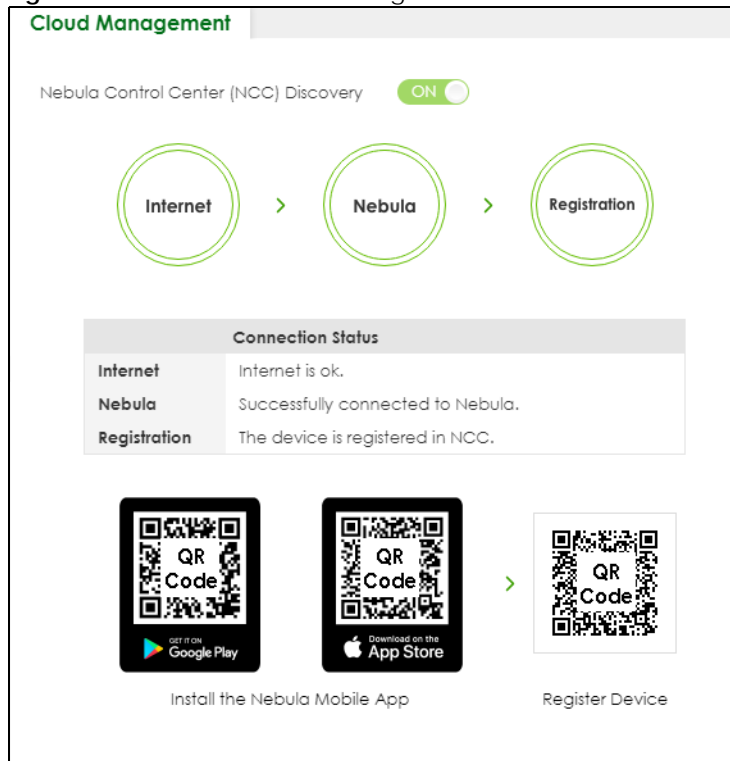 Cloud Management
Nebula Control Center (NCC) Discovery ON
Internet > Nebula > Registration
Connection Status
Internet Internet is ok.
Nebula Successfully connected to Nebula.
Registration The device is registered in NCC.
QR Code
QR Code
>
QR Code
GET IT ON Google Play
Download on the App Store
Install the Nebula Mobile App
Register Device